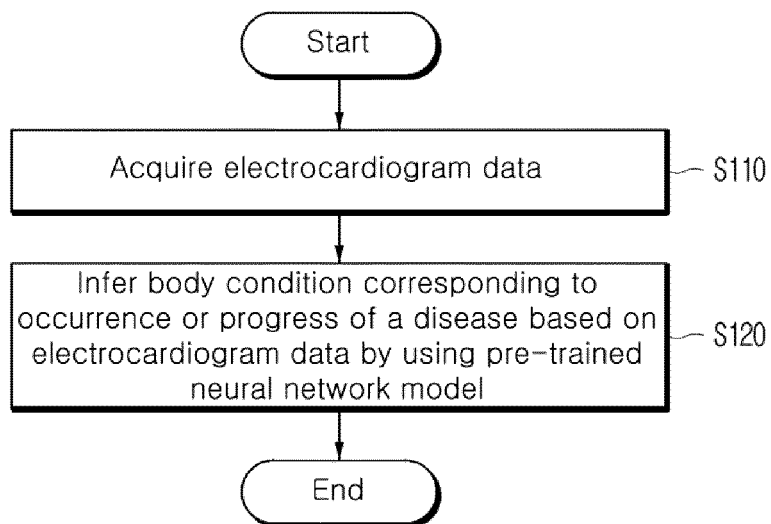 Start
Acquire electrocardiogram data
S110
Infer body condition corresponding to
occurrence or progress of a disease based on
electrocardiogram data by using pre-trained
neural network model
S120
End